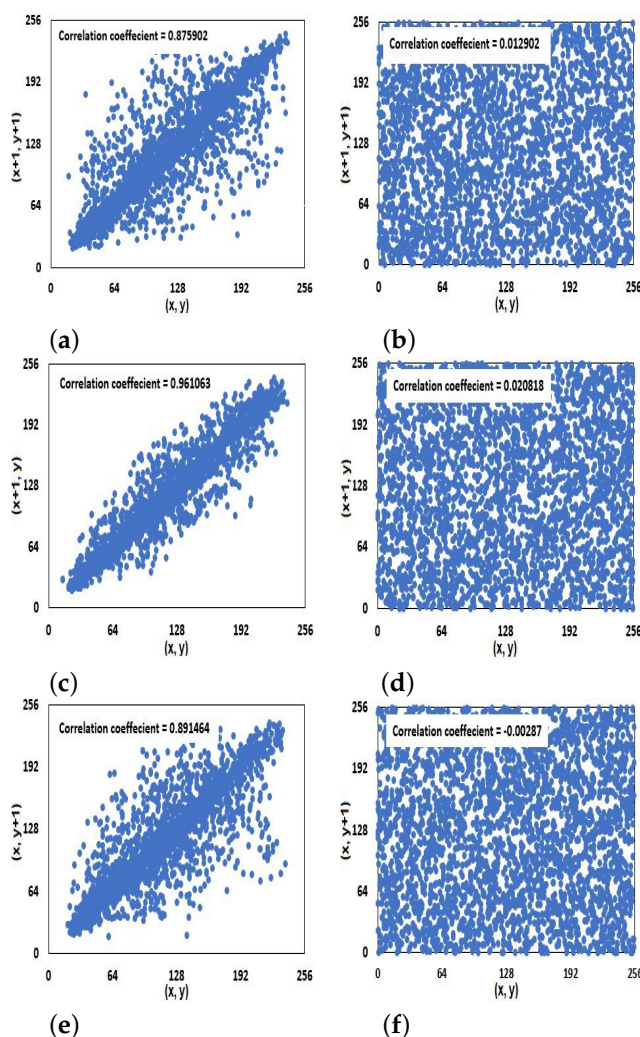 256
Correlation coeffecient = 0.875902
192
(x+1, y+1)
128
64
0
0 64 128 192 256
(x, y)
(a)
256
Correlation coeffecient = 0.012902
192
(x+1, y+1)
128
64
0
0 64 128 192 256
(x, y)
(b)
256
Correlation coeffecient = 0.961063
192
(x+1, y)
128
64
0
0 64 128 192 256
(x, y)
(c)
256
Correlation coeffecient = 0.020818
192
(x+1, y)
128
64
0
0 64 128 192 256
(x, y)
(d)
256
Correlation coeffecient = 0.891464
192
(x, y+1)
128
64
0
0 64 128 192 256
(x, y)
(e)
256
Correlation coeffecient = -0.00287
192
(x, y+1)
128
64
0
0 64 128 192 256
(x, y)
(f)